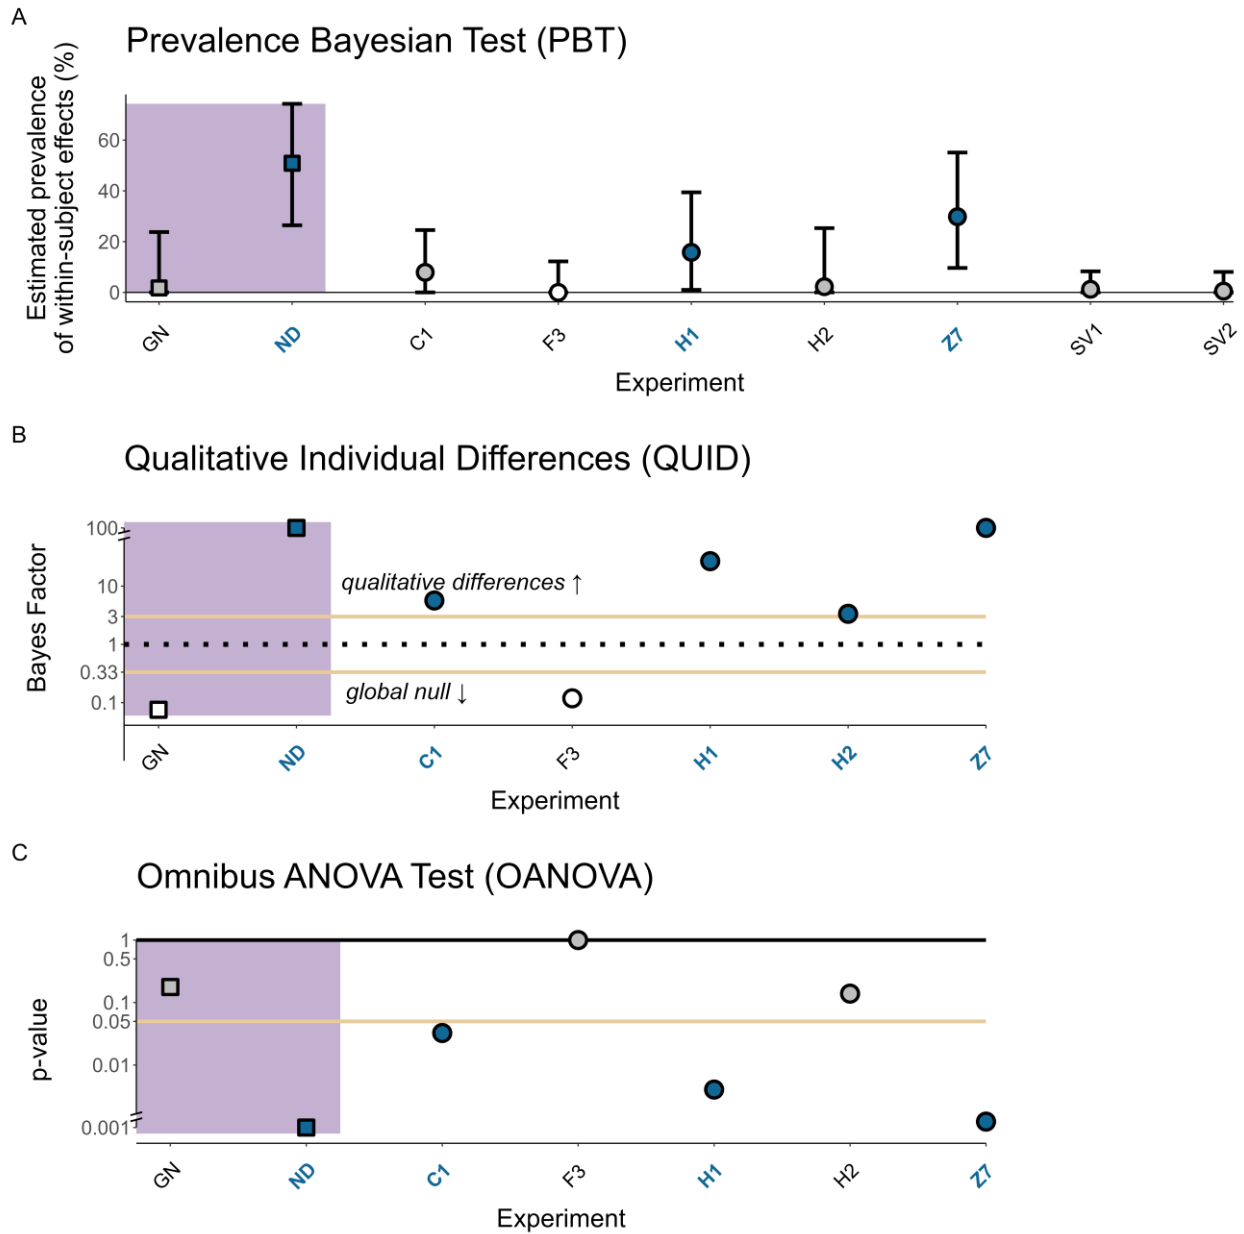 A
Prevalence Bayesian Test (PBT)
Estimated prevalence
of within-subject effects (%)
60
40
20
0
GN
ND
C1
F3
H1
H2
Z7
SV1
SV2
Experiment
B
Qualitative Individual Differences (QUID)
Bayes Factor
100
10
3
1
0.33
0.1
qualitative differences ↑
global null ↓
GN
ND
C1
F3
H1
H2
Z7
Experiment
C
Omnibus ANOVA Test (OANOVA)
p-value
1
0.5
0.1
0.05
0.01
0.001
GN
ND
C1
F3
H1
H2
Z7
Experiment